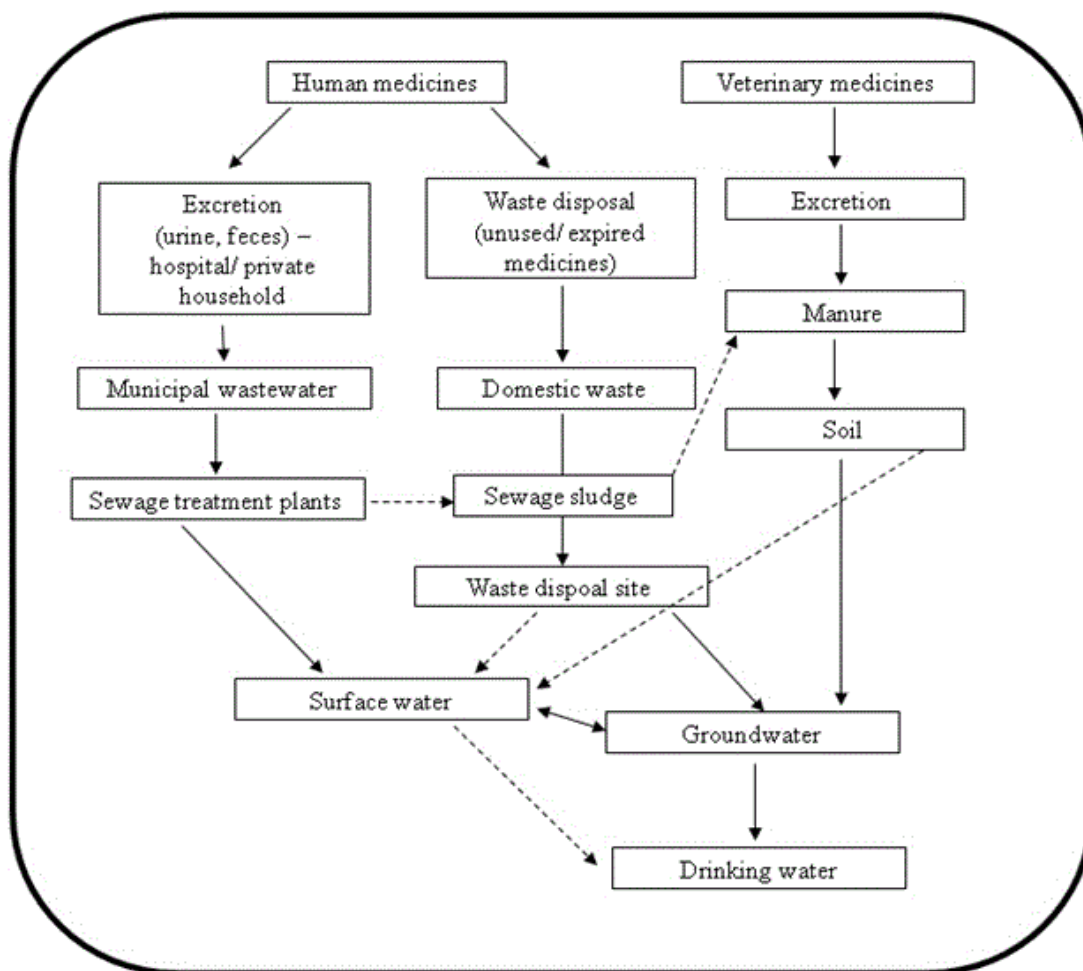 Human medicines
Veterinary medicines
Excretion
(urine, feces) –
hospital/ private
household
Waste disposal
(unused/ expired
medicines)
Excretion
Manure
Municipal wastewater
Domestic waste
Soil
Sewage treatment plants
Sewage sludge
Waste dispoal site
Surface water
Groundwater
Drinking water